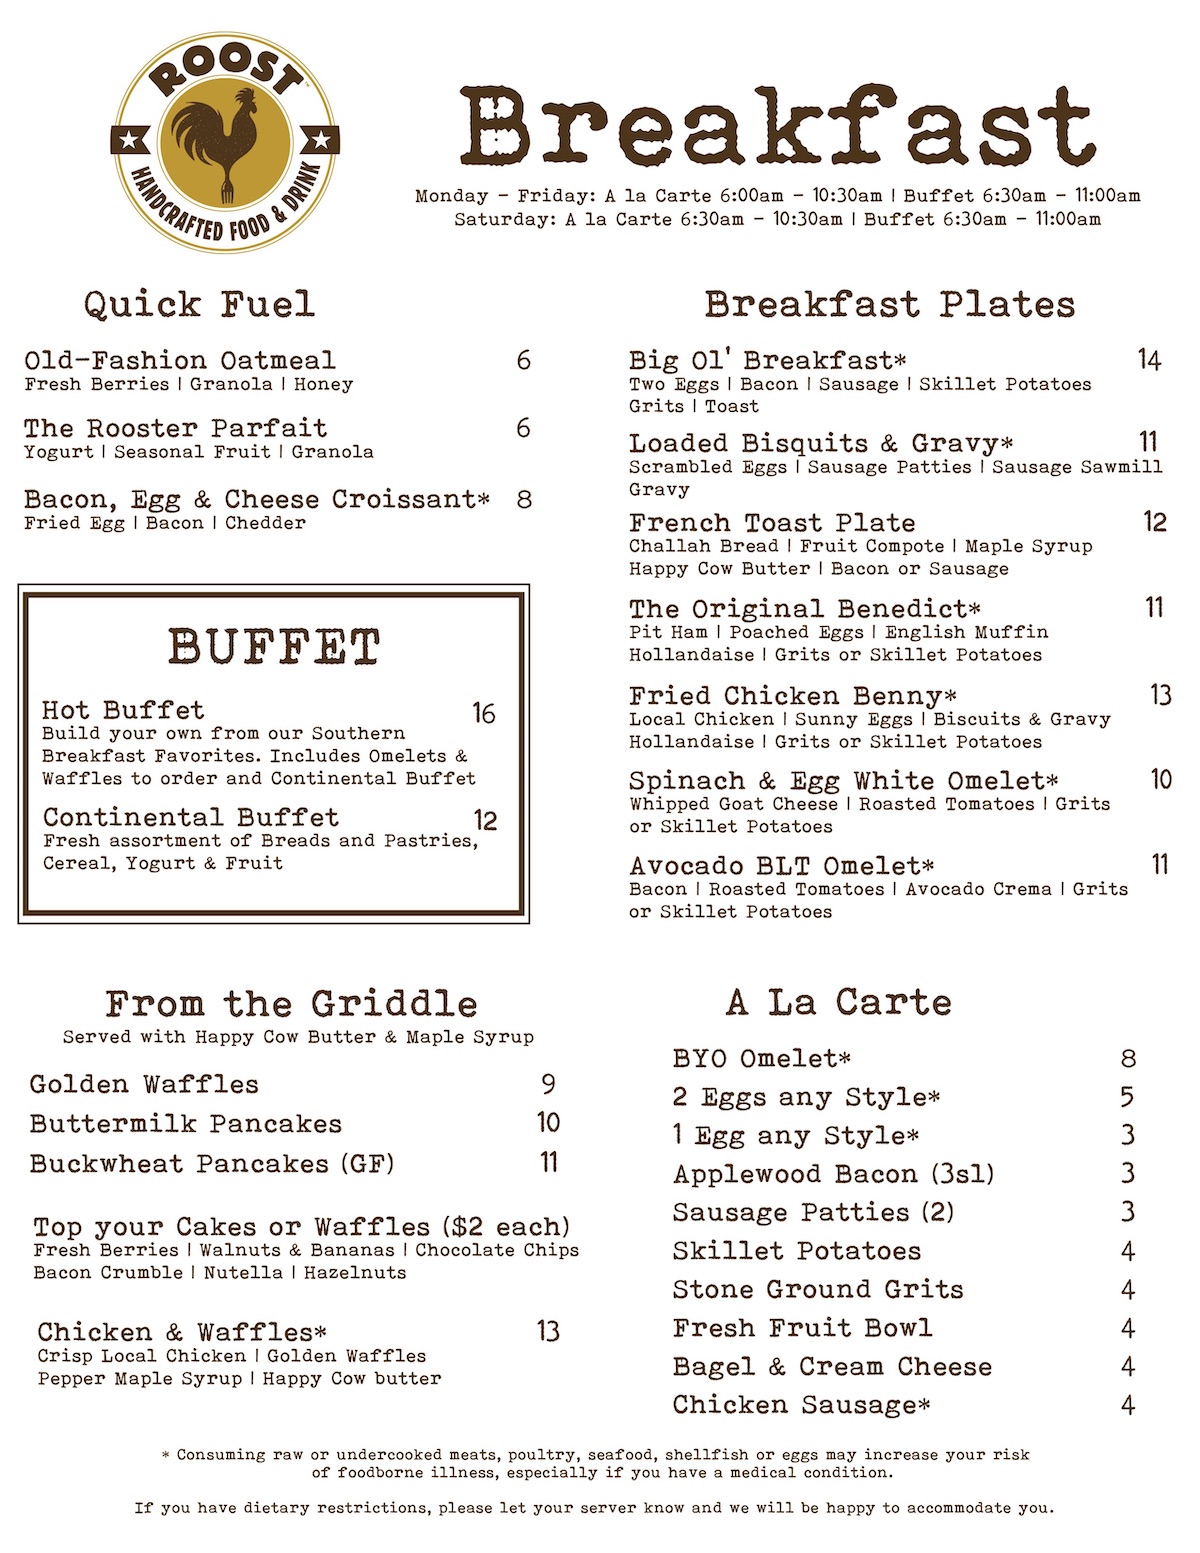 ROOST
HANDCRAFTED FOOD & DRINK
Breakfast
Monday - Friday: A la Carte 6:00am - 10:30am | Buffet 6:30am - 11:00am
Saturday: A la Carte 6:30am - 10:30am | Buffet 6:30am - 11:00am
Quick Fuel
Old-Fashion Oatmeal 6
Fresh Berries | Granola | Honey
The Rooster Parfait 6
Yogurt | Seasonal Fruit | Granola
Bacon, Egg & Cheese Croissant* 8
Fried Egg | Bacon | Chedder
BUFFET
Hot Buffet 16
Build your own from our Southern
Breakfast Favorites. Includes Omelets &
Waffles to order and Continental Buffet
Continental Buffet 12
Fresh assortment of Breads and Pastries,
Cereal, Yogurt & Fruit
Breakfast Plates
Big Ol' Breakfast* 14
Two Eggs | Bacon | Sausage | Skillet Potatoes
Grits | Toast
Loaded Bisquits & Gravy* 11
Scrambled Eggs | Sausage Patties | Sausage Sawmill
Gravy
French Toast Plate 12
Challah Bread | Fruit Compote | Maple Syrup
Happy Cow Butter | Bacon or Sausage
The Original Benedict* 11
Pit Ham | Poached Eggs | English Muffin
Hollandaise | Grits or Skillet Potatoes
Fried Chicken Benny* 13
Local Chicken | Sunny Eggs | Biscuits & Gravy
Hollandaise | Grits or Skillet Potatoes
Spinach & Egg White Omelet* 10
Whipped Goat Cheese | Roasted Tomatoes | Grits
or Skillet Potatoes
Avocado BLT Omelet* 11
Bacon | Roasted Tomatoes | Avocado Crema | Grits
or Skillet Potatoes
From the Griddle
Served with Happy Cow Butter & Maple Syrup
Golden Waffles 9
Buttermilk Pancakes 10
Buckwheat Pancakes (GF) 11
Top your Cakes or Waffles ($2 each)
Fresh Berries | Walnuts & Bananas | Chocolate Chips
Bacon Crumble | Nutella | Hazelnuts
Chicken & Waffles* 13
Crisp Local Chicken | Golden Waffles
Pepper Maple Syrup | Happy Cow butter
A La Carte
BYO Omelet* 8
2 Eggs any Style* 5
1 Egg any Style* 3
Applewood Bacon (3sl) 3
Sausage Patties (2) 3
Skillet Potatoes 4
Stone Ground Grits 4
Fresh Fruit Bowl 4
Bagel & Cream Cheese 4
Chicken Sausage* 4
* Consuming raw or undercooked meats, poultry, seafood, shellfish or eggs may increase your risk
of foodborne illness, especially if you have a medical condition.
If you have dietary restrictions, please let your server know and we will be happy to accommodate you.